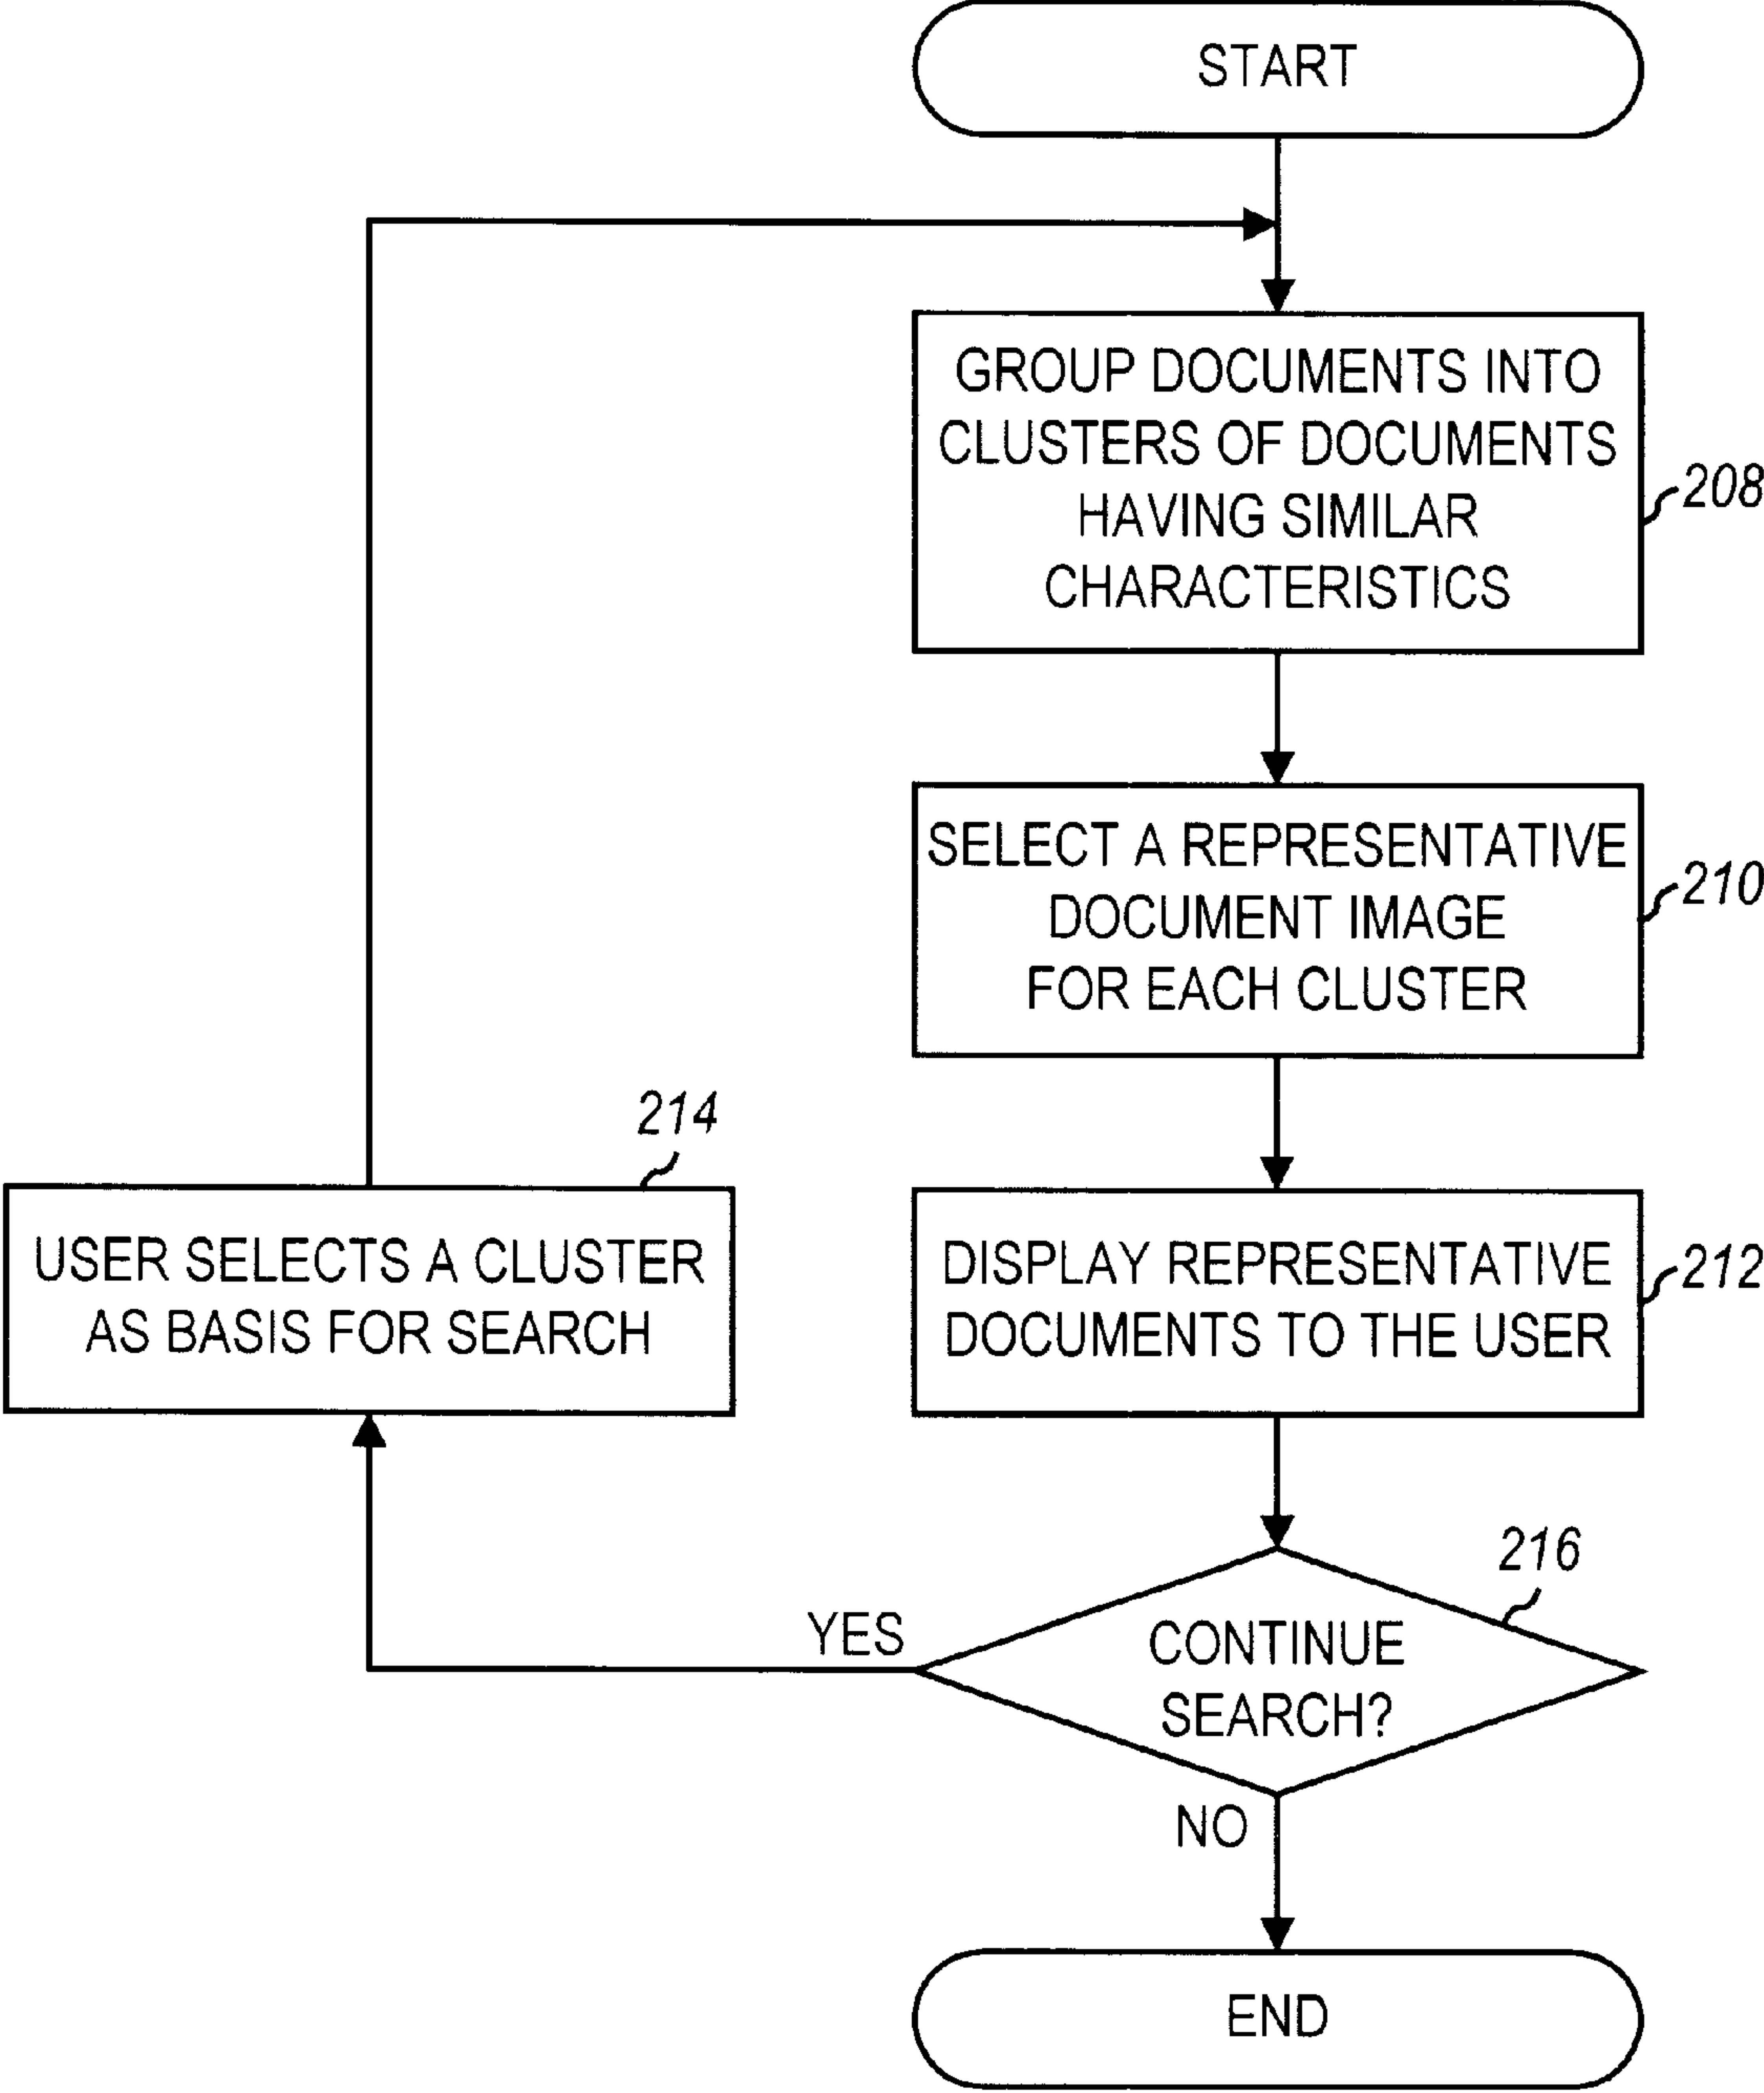 START
GROUP DOCUMENTS INTO
CLUSTERS OF DOCUMENTS
HAVING SIMILAR
CHARACTERISTICS
208
SELECT A REPRESENTATIVE
DOCUMENT IMAGE
FOR EACH CLUSTER
210
214
USER SELECTS A CLUSTER
AS BASIS FOR SEARCH
DISPLAY REPRESENTATIVE
DOCUMENTS TO THE USER
212
216
YES
CONTINUE
SEARCH?
NO
END